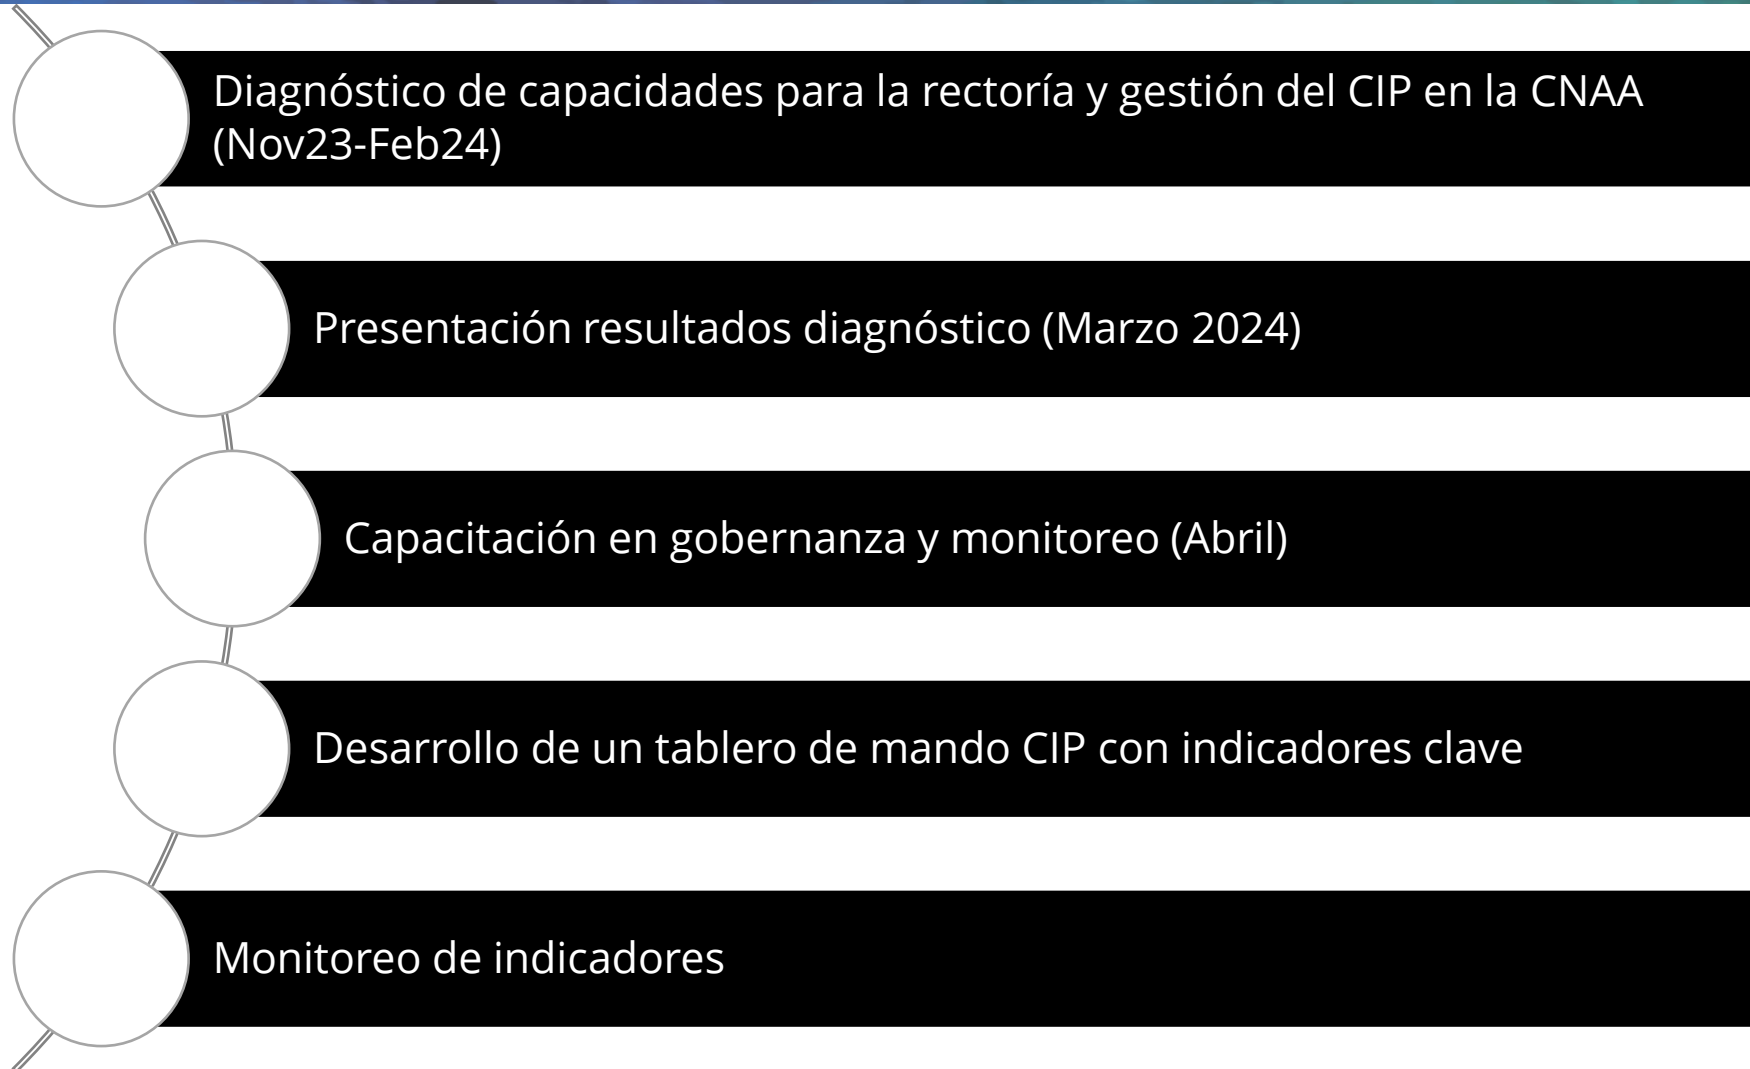 Diagnóstico de capacidades para la rectoría y gestión del CIP en la CNAA
(Nov23-Feb24)
Presentación resultados diagnóstico (Marzo 2024)
Capacitación en gobernanza y monitoreo (Abril)
Desarrollo de un tablero de mando CIP con indicadores clave
Monitoreo de indicadores